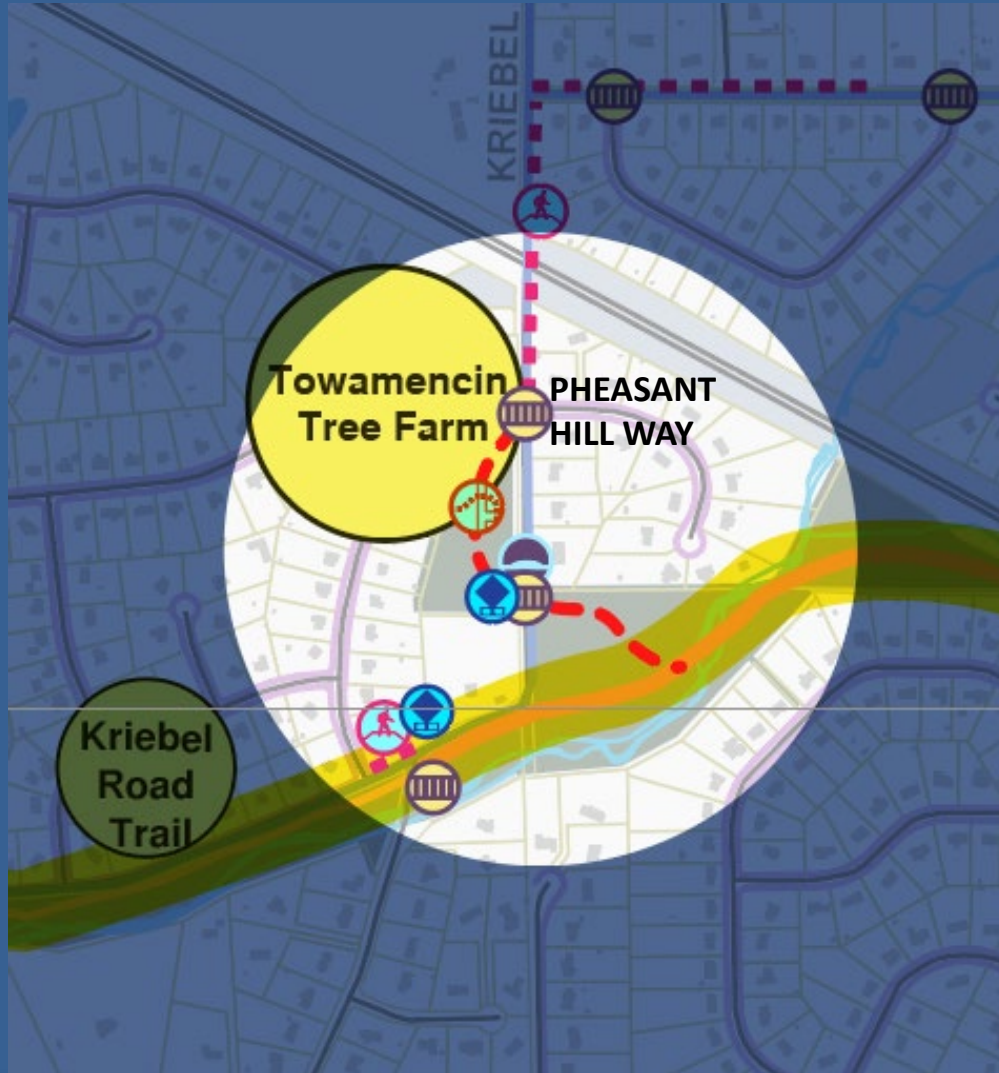 KRIEBEL
Towamencin
Tree Farm
PHEASANT
HILL WAY
Kriebel
Road
Trail